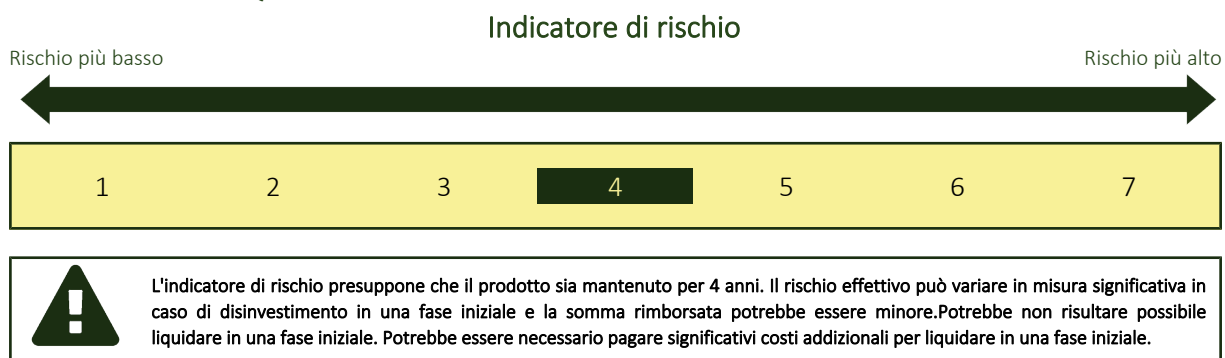 Indicatore di rischio
Rischio più basso Rischio più alto
1 2 3 4 5 6 7
L'indicatore di rischio presuppone che il prodotto sia mantenuto per 4 anni. Il rischio effettivo può variare in misura significativa in
caso di disinvestimento in una fase iniziale e la somma rimborsata potrebbe essere minore.Potrebbe non risultare possibile
liquidare in una fase iniziale. Potrebbe essere necessario pagare significativi costi addizionali per liquidare in una fase iniziale.